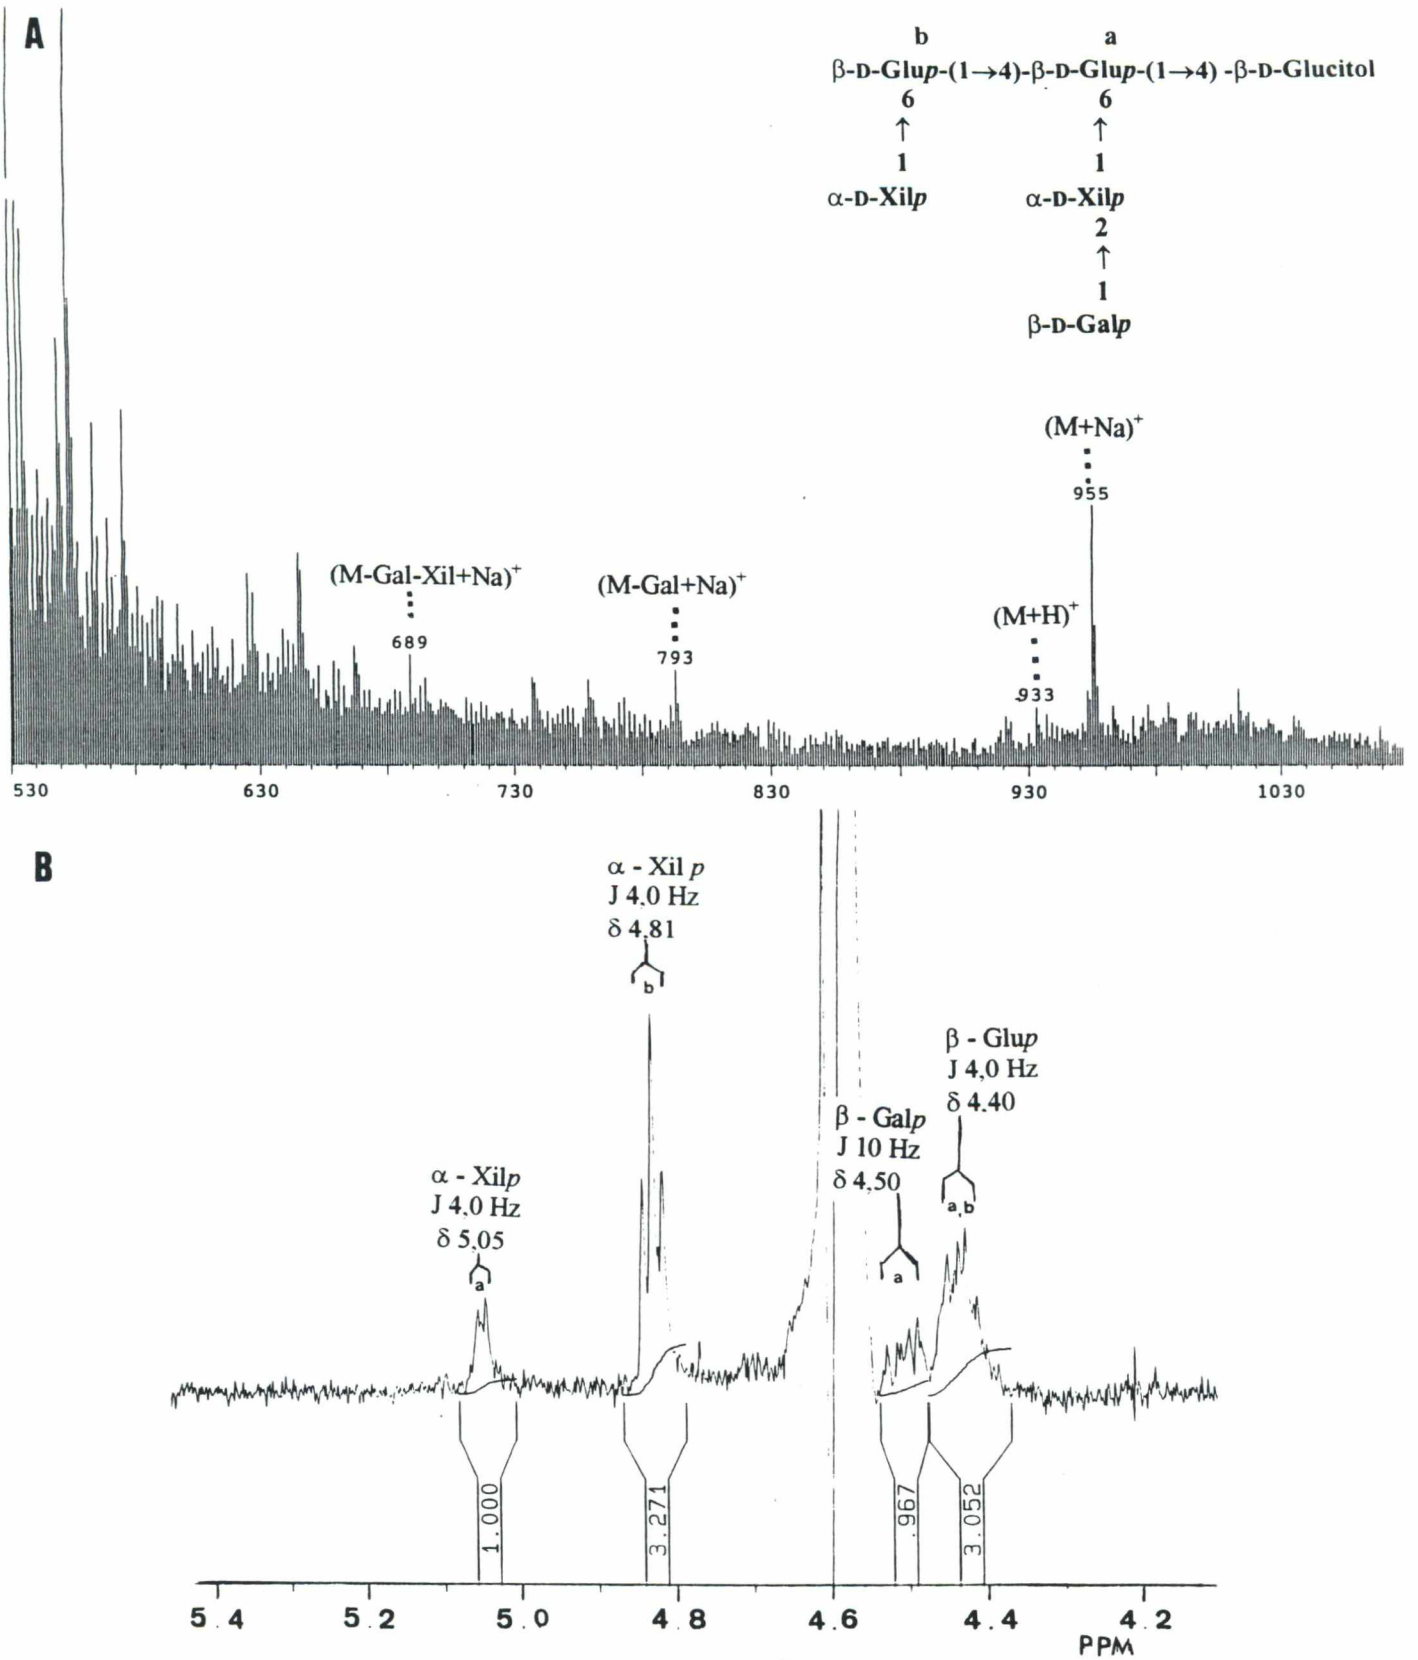 A
b a
β-D-Glup-(1→4)-β-D-Glup-(1→4) -β-D-Glucitol
6 6
↑ ↑
1 1
α-D-Xilp α-D-Xilp
2
↑
1
β-D-Galp
(M+Na)⁺
955
(M-Gal-Xil+Na)⁺
689
(M-Gal+Na)⁺
793
(M+H)⁺
933
530 630 730 830 930 1030
B
α - Xil p
J 4,0 Hz
δ 4,81
b
β - Glup
J 4,0 Hz
δ 4.40
a,b
β - Galp
J 10 Hz
δ 4,50
a
α - Xilp
J 4,0 Hz
δ 5,05
a
1.000
3.271
.967
3.052
5.4 5.2 5.0 4.8 4.6 4.4 4.2
PPM